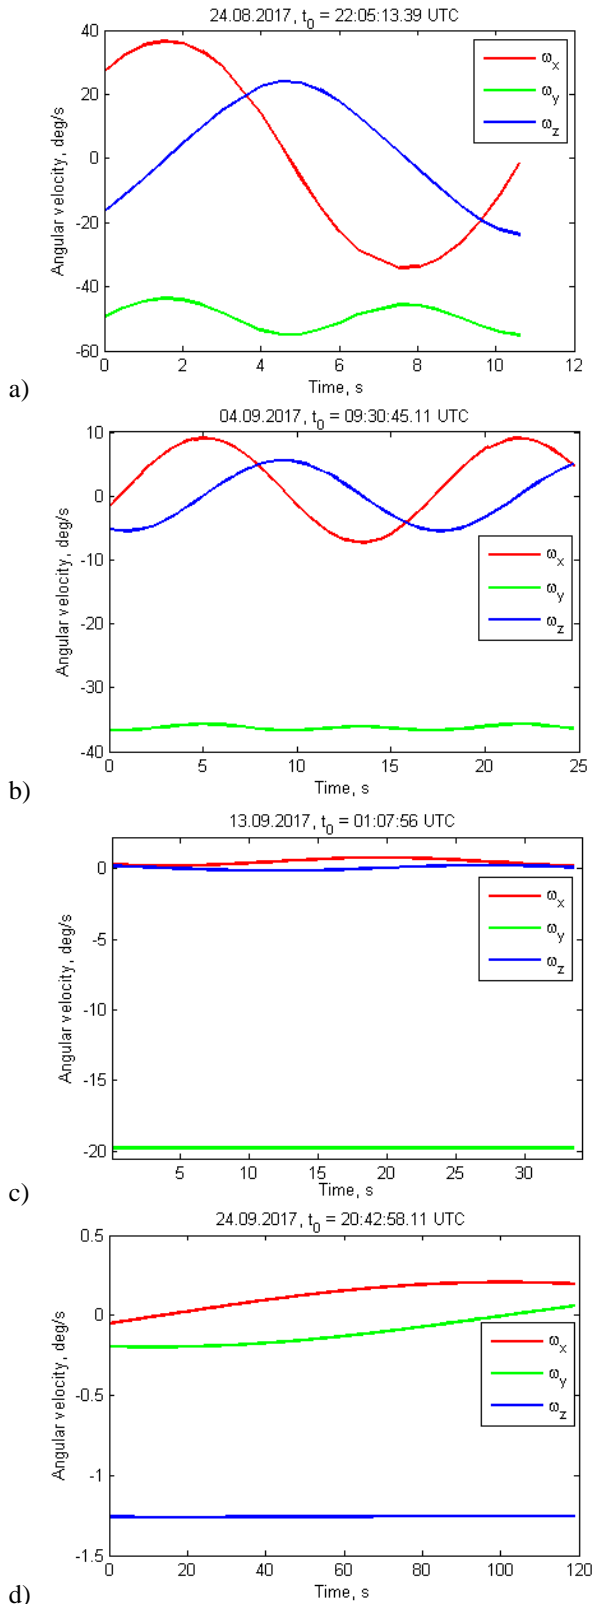 24.08.2017, t0 = 22:05:13.39 UTC
40
20
0
-20
-40
-60
Angular velocity, deg/s
ωx
ωy
ωz
0 2 4 6 8 10 12
Time, s
a)
04.09.2017, t0 = 09:30:45.11 UTC
10
0
-10
-20
-30
-40
Angular velocity, deg/s
ωx
ωy
ωz
0 5 10 15 20 25
Time, s
b)
13.09.2017, t0 = 01:07:56 UTC
0
-5
-10
-15
-20
Angular velocity, deg/s
ωx
ωy
ωz
5 10 15 20 25 30
Time, s
c)
24.09.2017, t0 = 20:42:58.11 UTC
0.5
0
-0.5
-1
-1.5
Angular velocity, deg/s
ωx
ωy
ωz
0 20 40 60 80 100 120
Time, s
d)